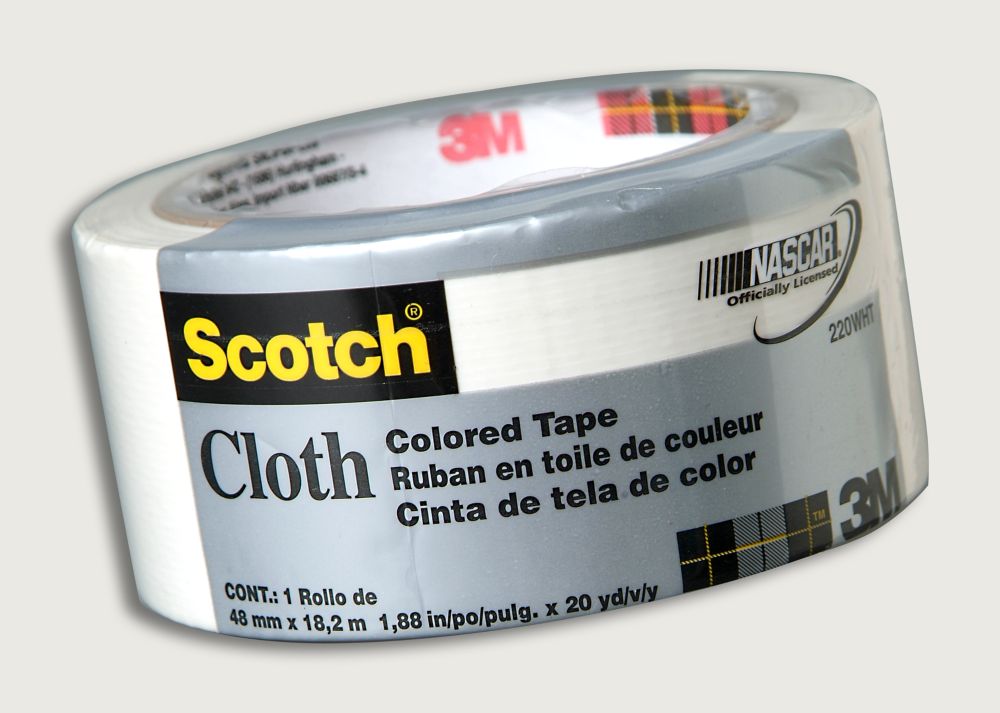 3M
NASCAR
Officially Licensed
220WHT
Scotch®
Cloth
Colored Tape
Ruban en toile de couleur
Cinta de tela de color
TM
3M
CONT.: 1 Rollo de
48 mm x 18,2 m 1,88 in/po/pulg. x 20 yd/v/y